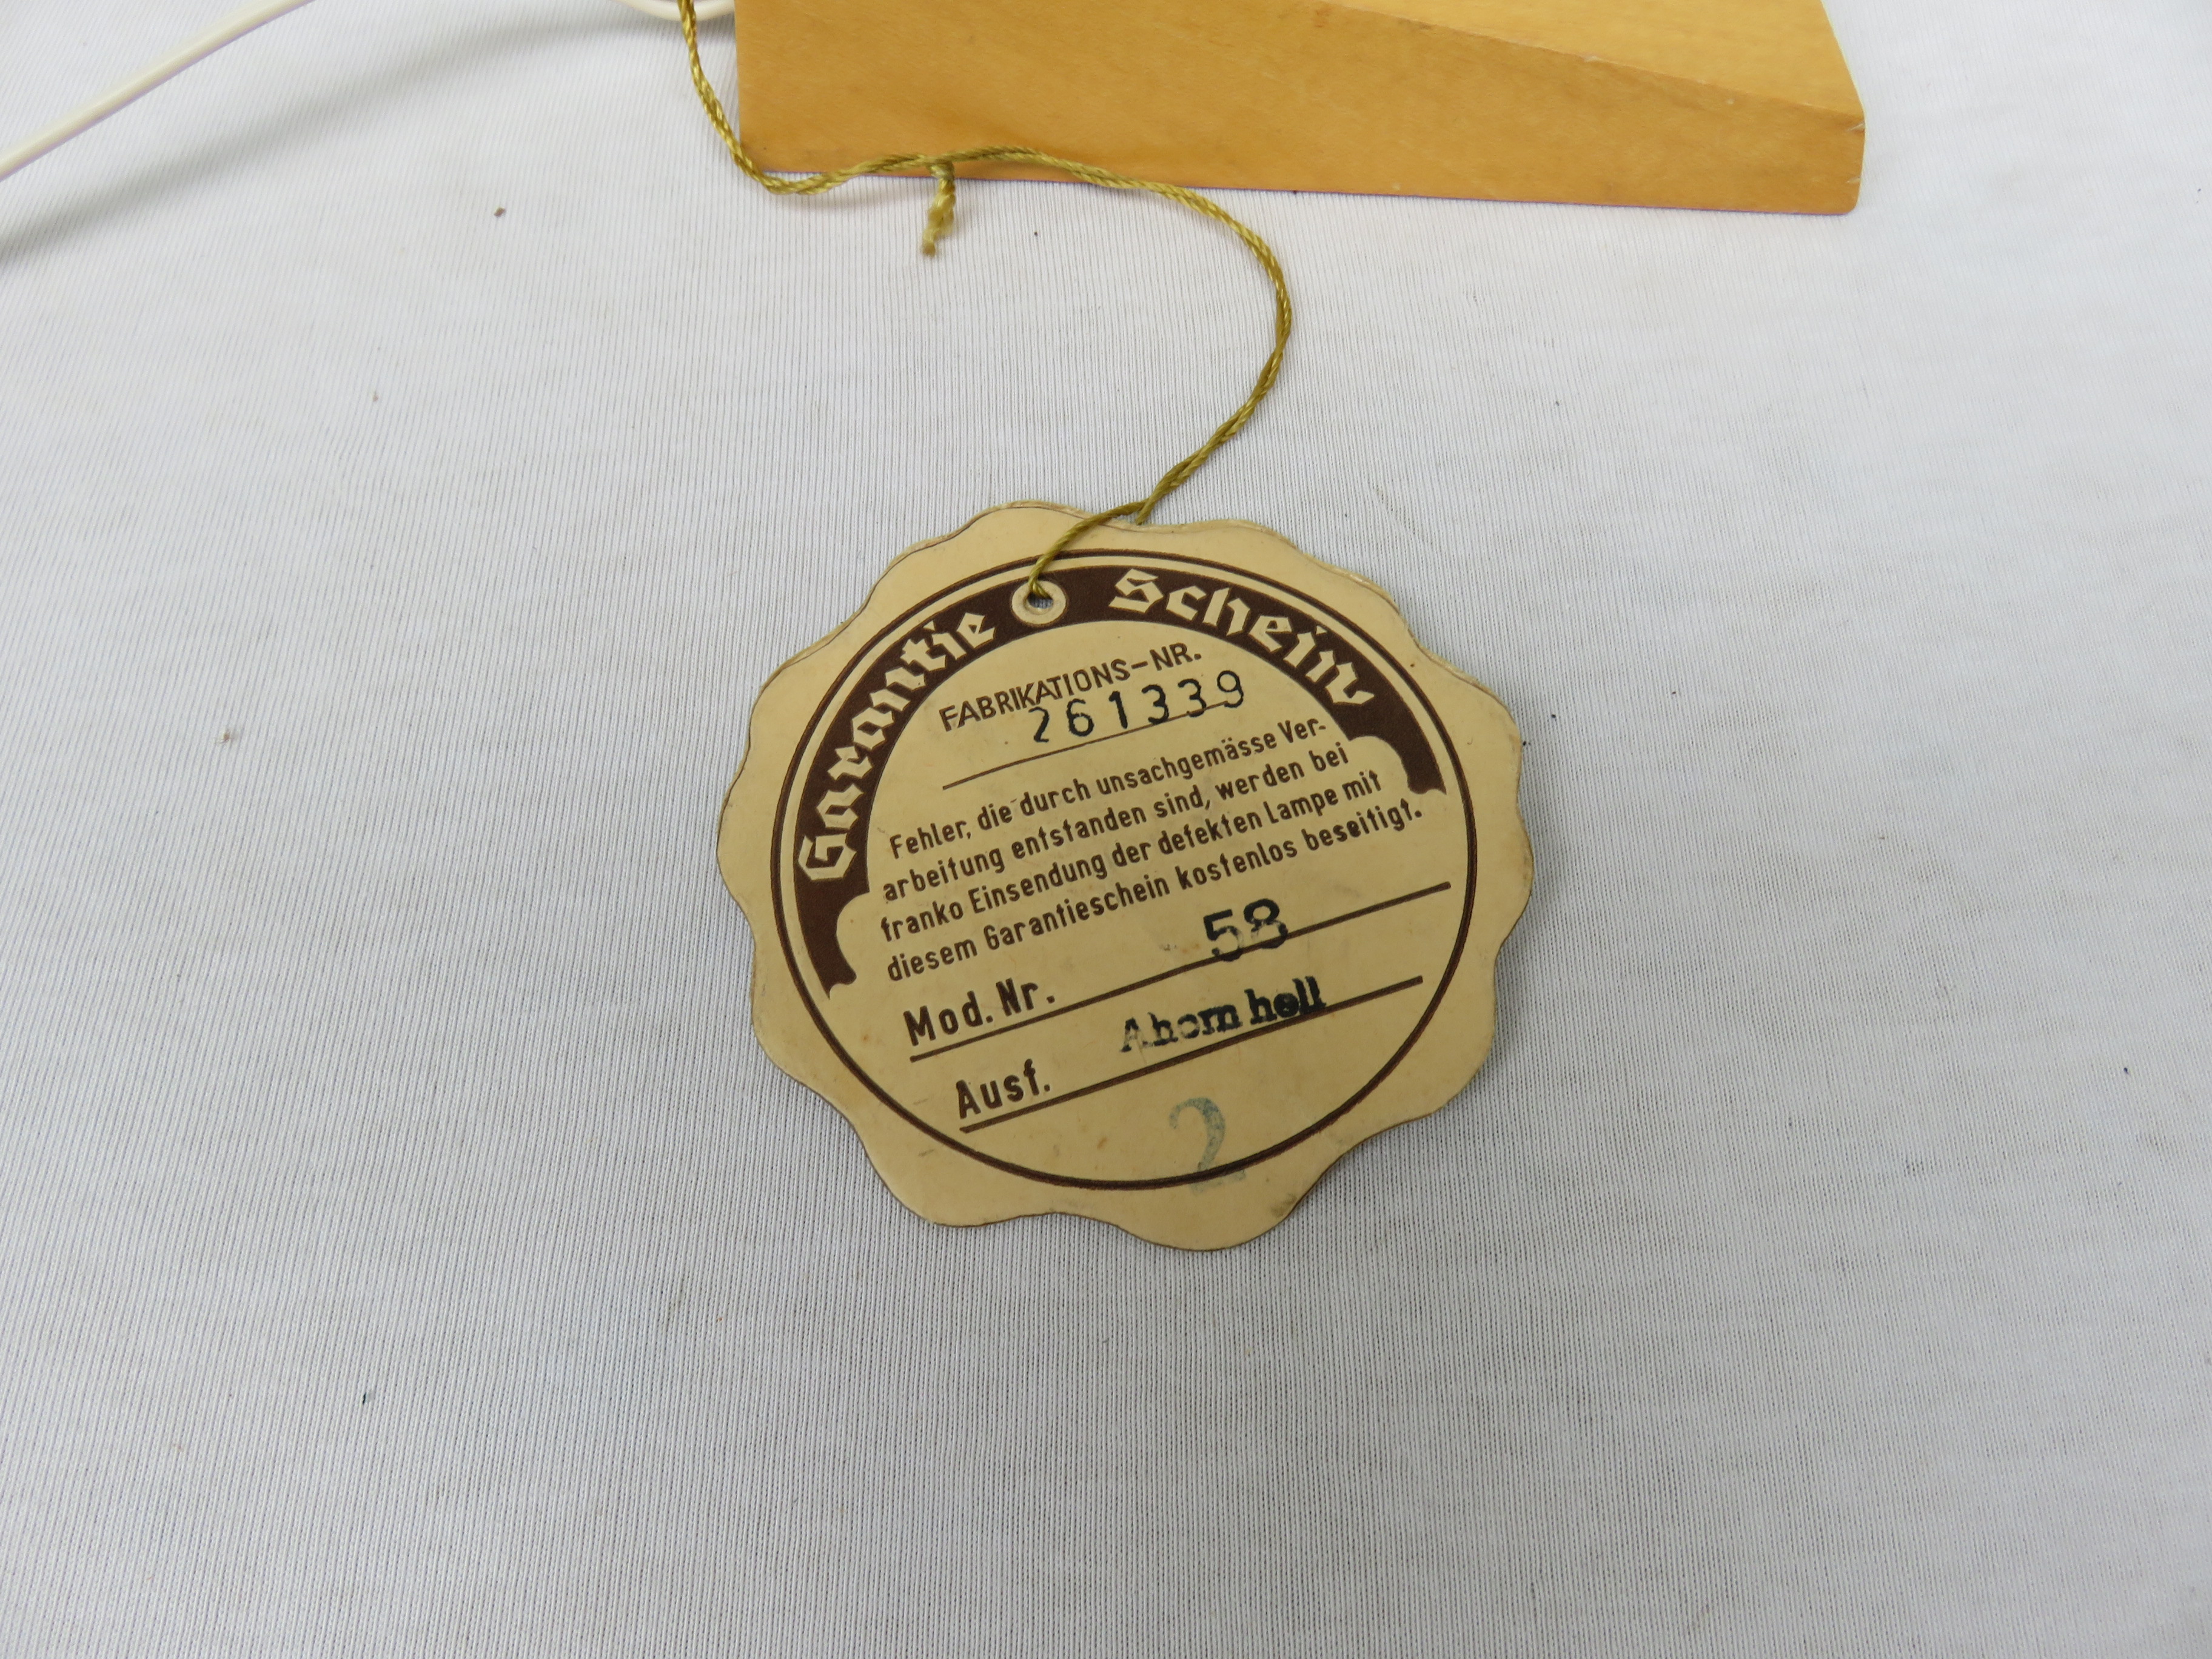 Garantie Schein
FABRIKATIONS-NR.
261339
Fehler, die durch unsachgemässe Ver-
arbeitung entstanden sind, werden bei
franko Einsendung der defekten Lampe mit
diesem Garantieschein kostenlos beseitigt.
Mod. Nr. 58
Ausf. Ahorn hell
2